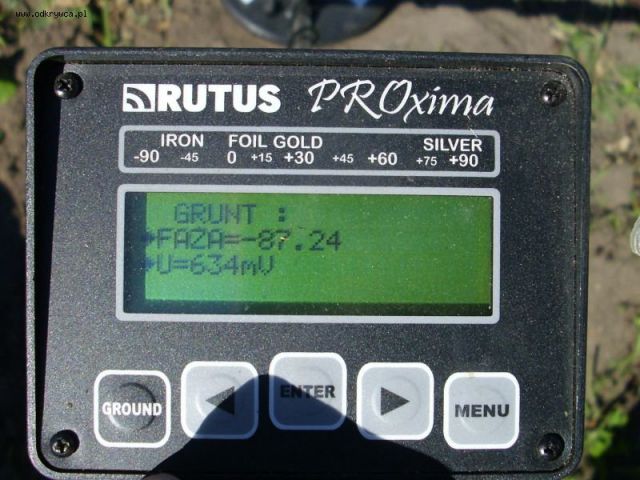 www.odkrywca.pl
RUTUS PROxima
IRON FOIL GOLD SILVER
-90 -45 0 +15 +30 +45 +60 +75 +90
GRUNT :
FAZA=-87.24
U=634mV
GROUND ENTER MENU